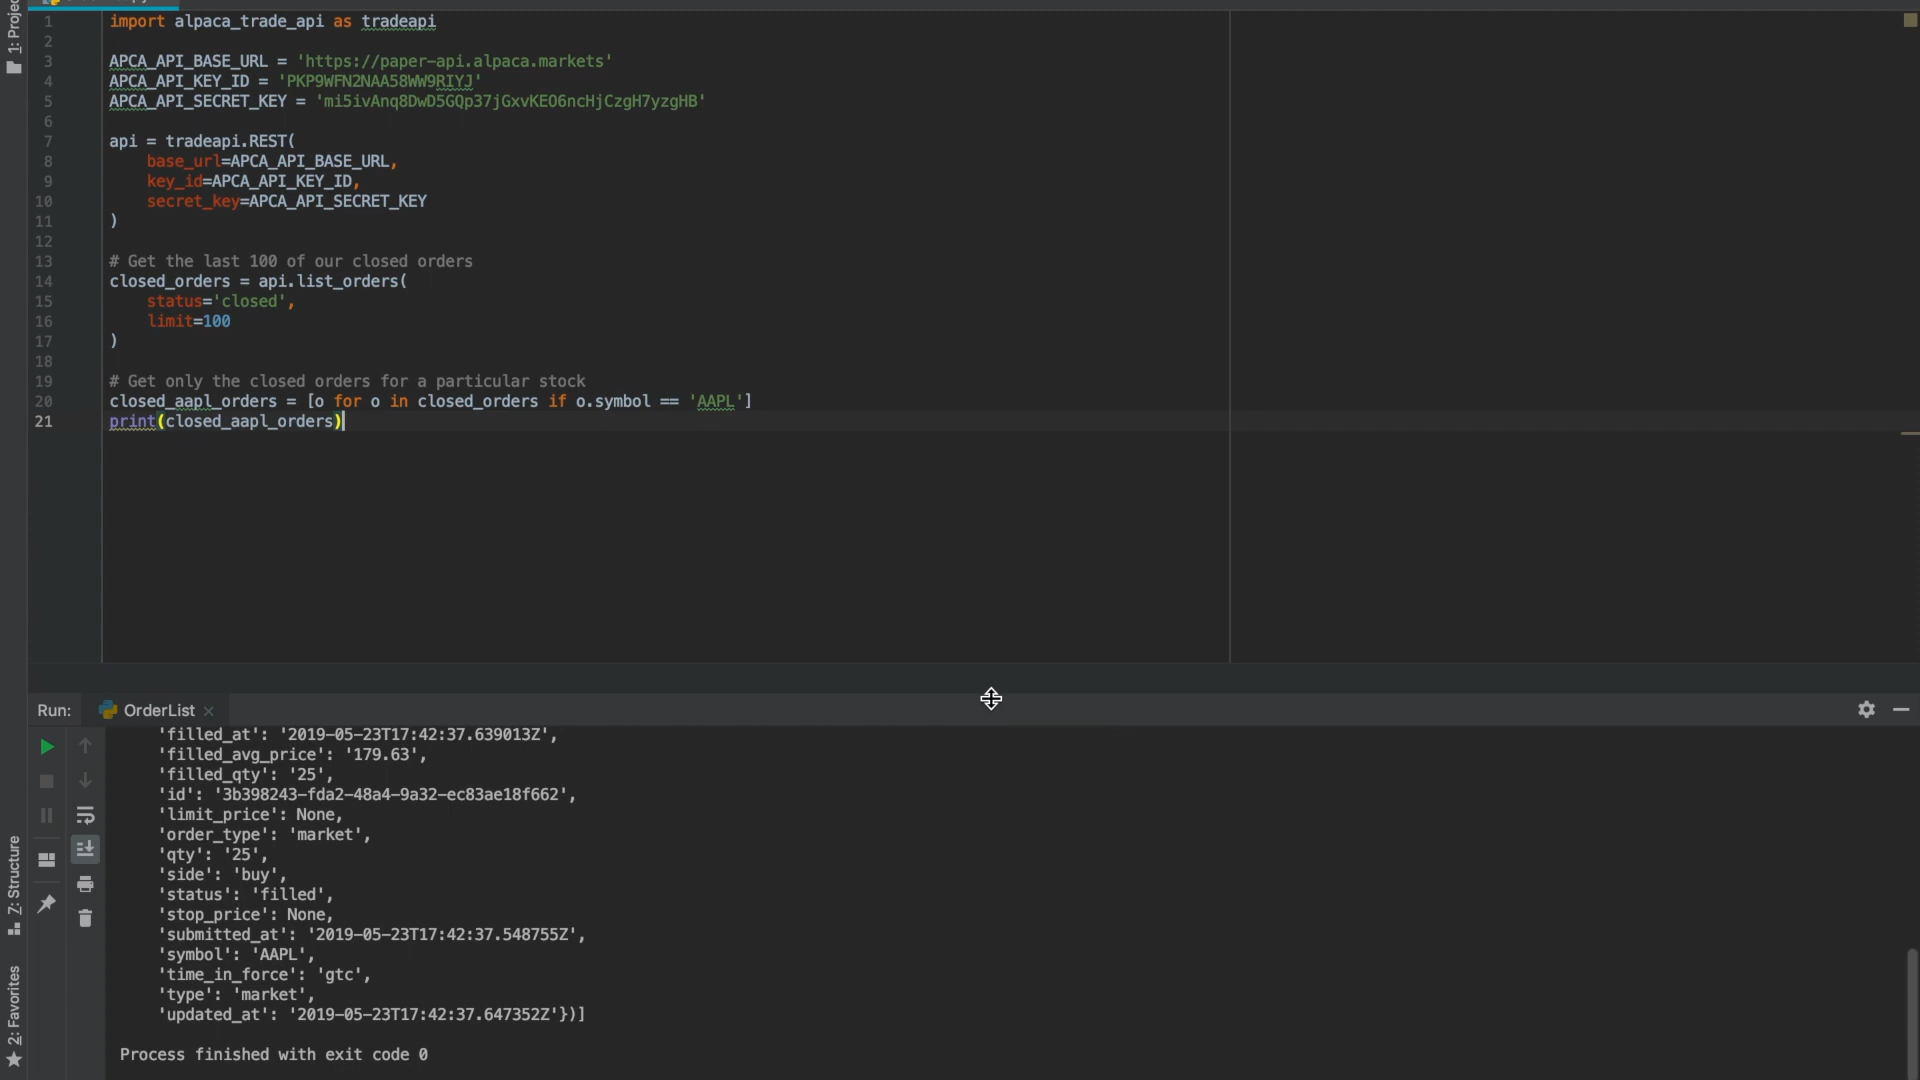 1: Project
1 import alpaca_trade_api as tradeapi
2
3 APCA_API_BASE_URL = 'https://paper-api.alpaca.markets'
4 APCA_API_KEY_ID = 'PKP9WFN2NAA58WW9RIYJ'
5 APCA_API_SECRET_KEY = 'mi5ivAnq8DwD5GQp37jGxvKEO6ncHjCzgH7yzgHB'
6
7 api = tradeapi.REST(
8 base_url=APCA_API_BASE_URL,
9 key_id=APCA_API_KEY_ID,
10 secret_key=APCA_API_SECRET_KEY
11 )
12
13 # Get the last 100 of our closed orders
14 closed_orders = api.list_orders(
15 status='closed',
16 limit=100
17 )
18
19 # Get only the closed orders for a particular stock
20 closed_aapl_orders = [o for o in closed_orders if o.symbol == 'AAPL']
21 print(closed_aapl_orders)
Run: OrderList
'filled_at': '2019-05-23T17:42:37.639013Z',
'filled_avg_price': '179.63',
'filled_qty': '25',
'id': '3b398243-fda2-48a4-9a32-ec83ae18f662',
'limit_price': None,
'order_type': 'market',
'qty': '25',
'side': 'buy',
'status': 'filled',
'stop_price': None,
'submitted_at': '2019-05-23T17:42:37.548755Z',
'symbol': 'AAPL',
'time_in_force': 'gtc',
'type': 'market',
'updated_at': '2019-05-23T17:42:37.647352Z'})]
Process finished with exit code 0
7: Structure
2: Favorites